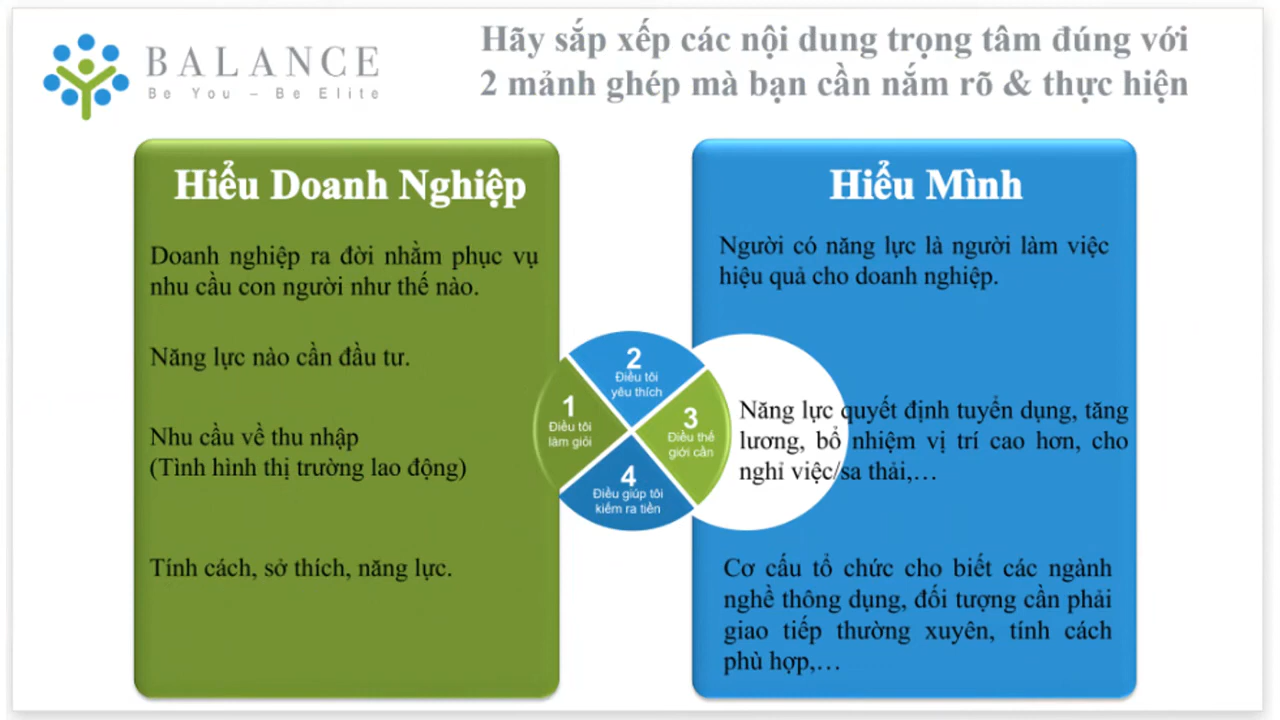 BALANCE
Be You – Be Elite
Hãy sắp xếp các nội dung trọng tâm đúng với
2 mảnh ghép mà bạn cần nắm rõ & thực hiện
Hiểu Doanh Nghiệp
Doanh nghiệp ra đời nhằm phục vụ
nhu cầu con người như thế nào.
Năng lực nào cần đầu tư.
Nhu cầu về thu nhập
(Tình hình thị trường lao động)
Tính cách, sở thích, năng lực.
1
Điều tôi
làm giỏi
2
Điều tôi
yêu thích
3
Điều thế
giới cần
4
Điều giúp tôi
kiếm ra tiền
Hiểu Mình
Người có năng lực là người làm việc
hiệu quả cho doanh nghiệp.
Năng lực quyết định tuyển dụng, tăng
lương, bổ nhiệm vị trí cao hơn, cho
nghỉ việc/sa thải,…
Cơ cấu tổ chức cho biết các ngành
nghề thông dụng, đối tượng cần phải
giao tiếp thường xuyên, tính cách
phù hợp,…